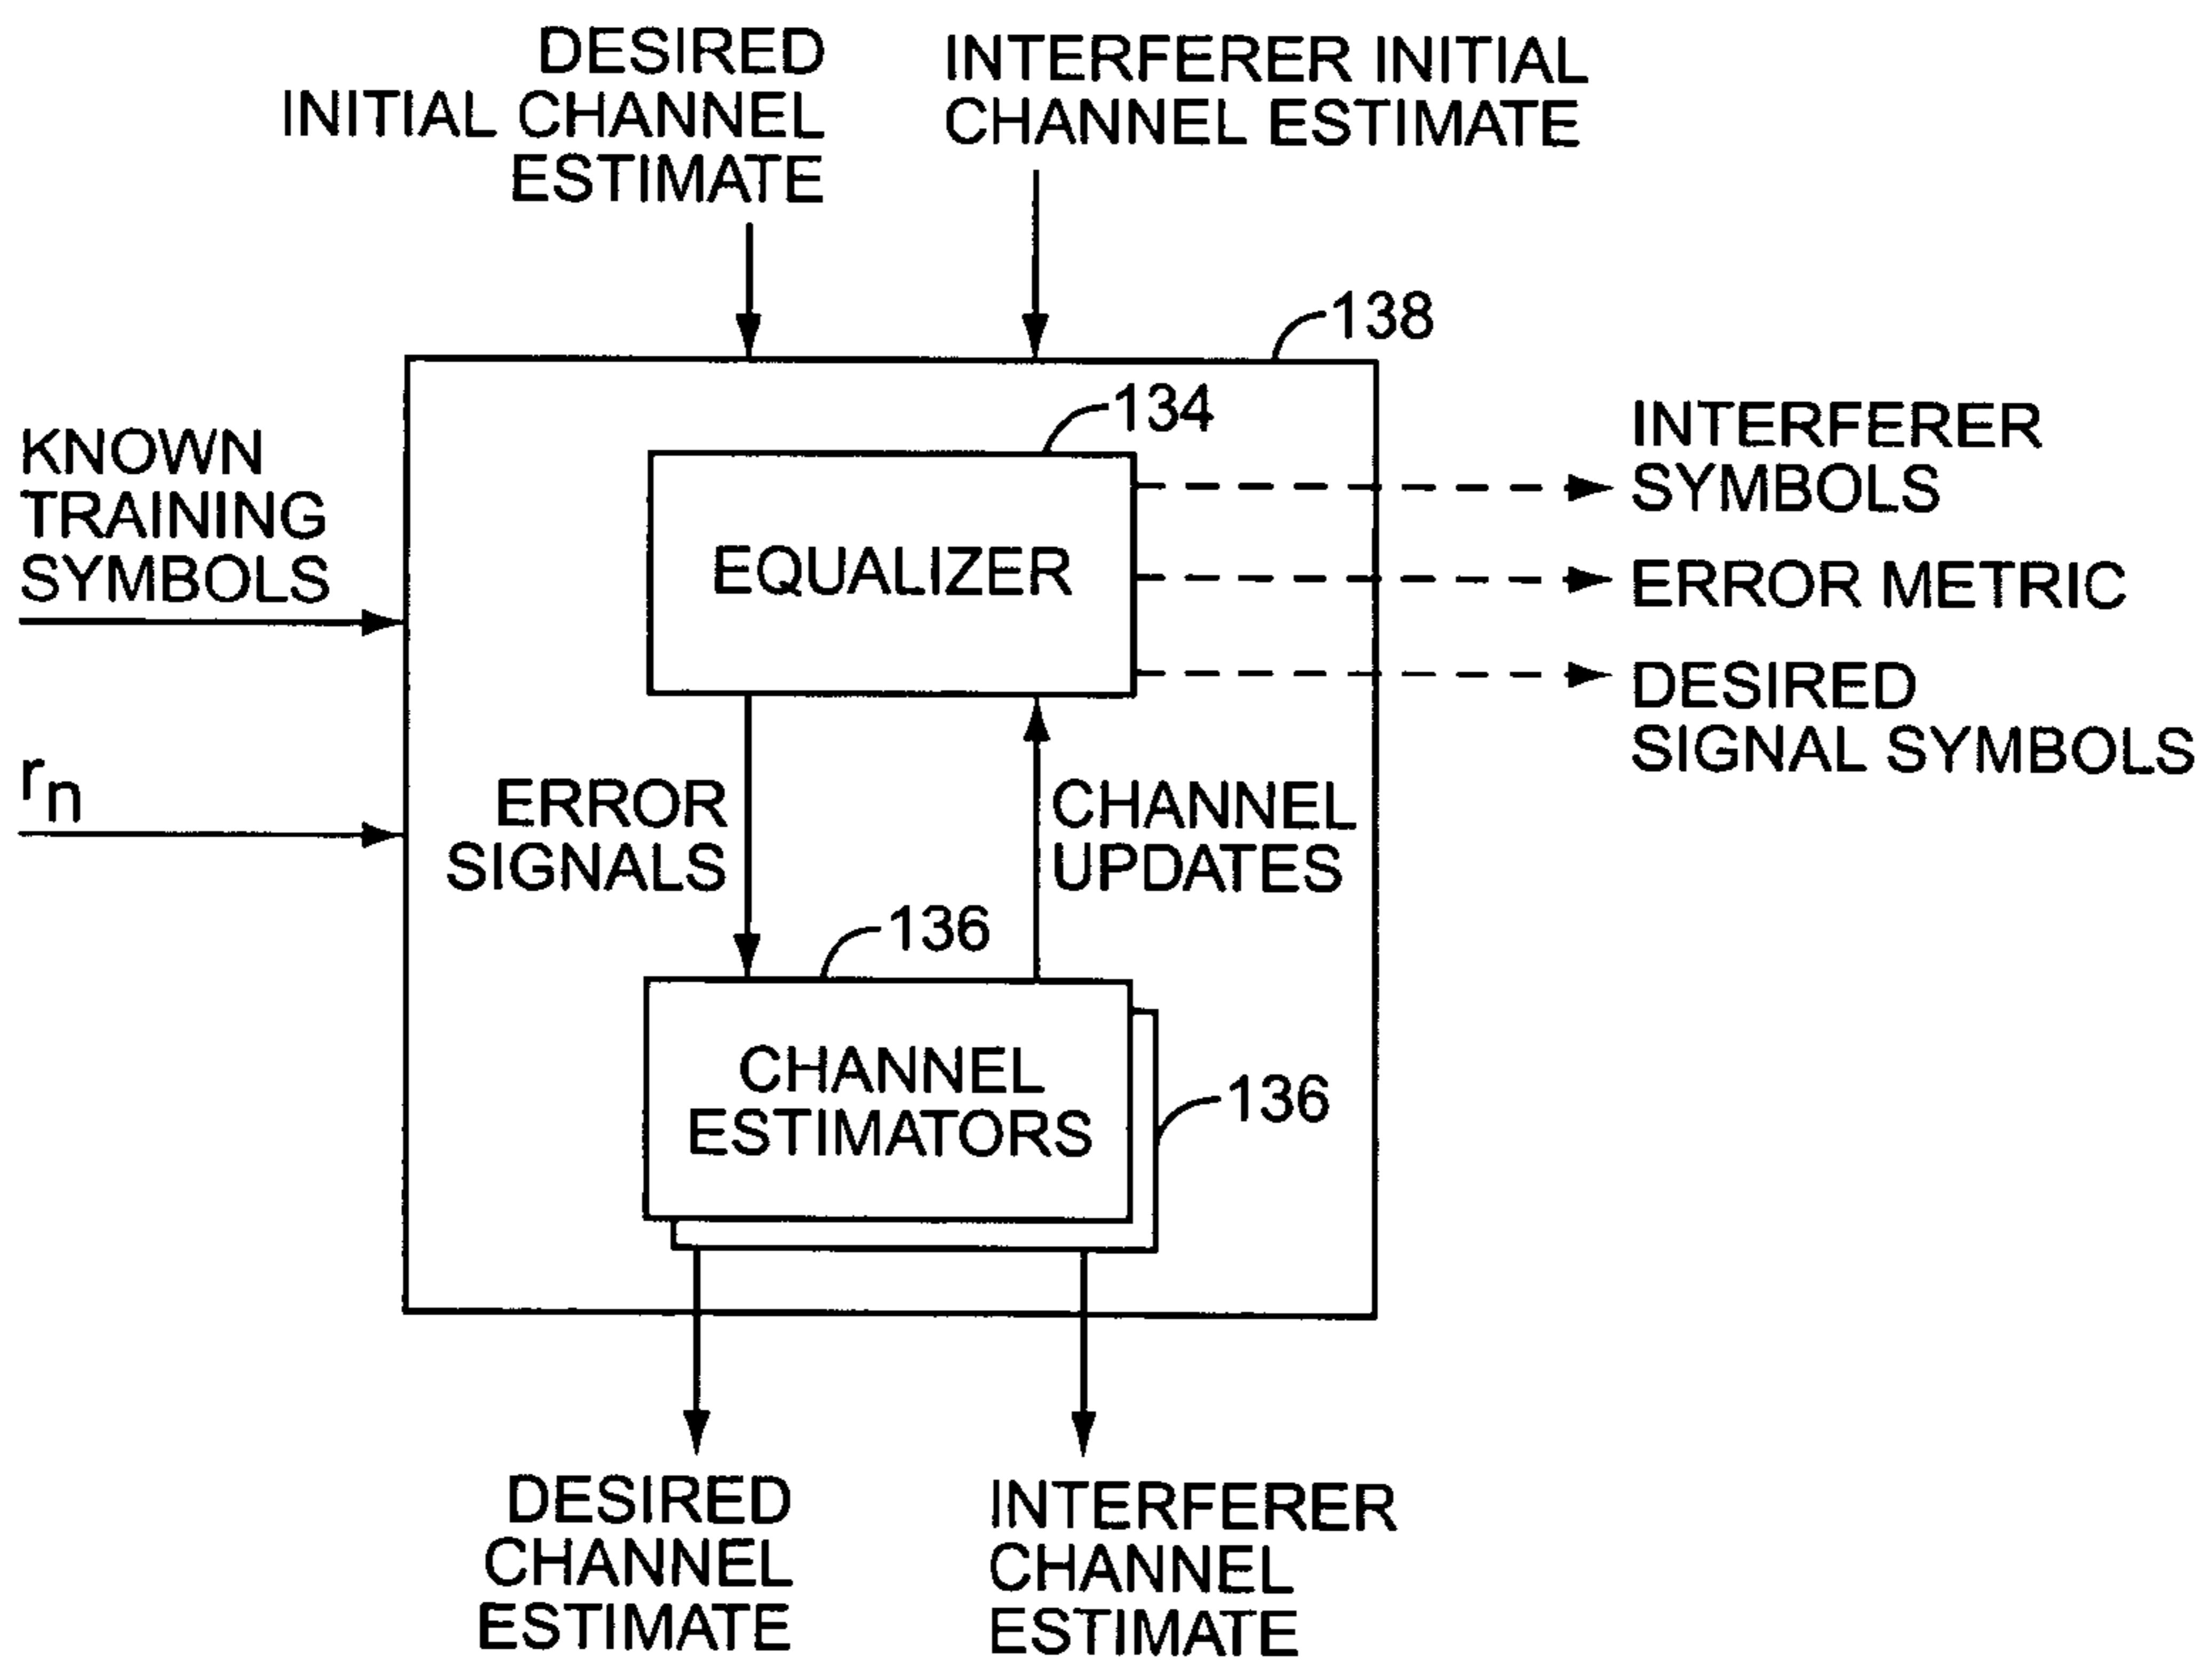 DESIRED
INITIAL CHANNEL
ESTIMATE
INTERFERER INITIAL
CHANNEL ESTIMATE
138
134
KNOWN
TRAINING
SYMBOLS
EQUALIZER
INTERFERER
SYMBOLS
ERROR METRIC
DESIRED
SIGNAL SYMBOLS
rn
ERROR
SIGNALS
CHANNEL
UPDATES
136
CHANNEL
ESTIMATORS
136
DESIRED
CHANNEL
ESTIMATE
INTERFERER
CHANNEL
ESTIMATE